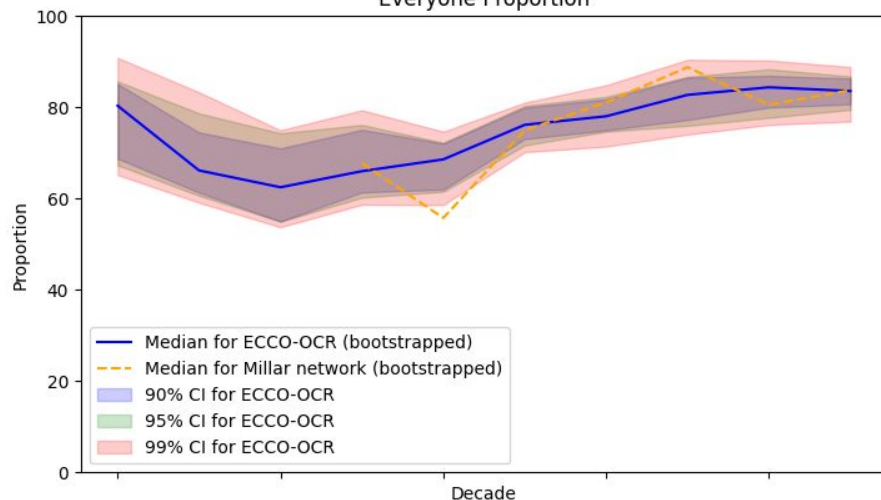 Everyone Proportion
100
80
60
40
20
0
Proportion
Median for ECCO-OCR (bootstrapped)
Median for Millar network (bootstrapped)
90% CI for ECCO-OCR
95% CI for ECCO-OCR
99% CI for ECCO-OCR
Decade